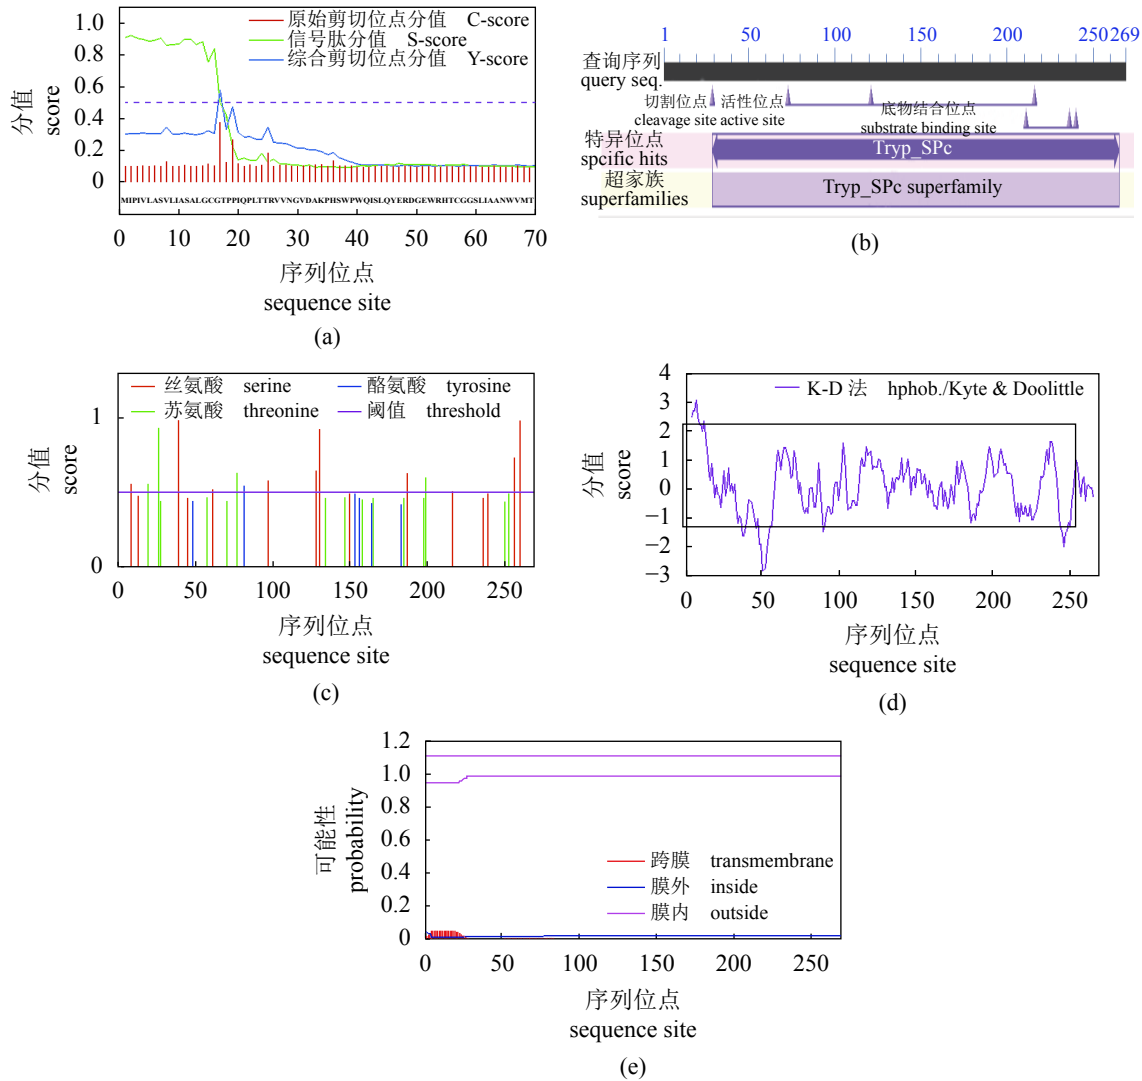 原始剪切位点分值 C-score
信号肽分值 S-score
综合剪切位点分值 Y-score
分值
score
1.0
0.8
0.6
0.4
0.2
0
MIPIVLASVLIASALGCGTPPIQPLTTRVVNGVDAKPHSWPWQISLQYERDGEWRHTCGGSLIAANWVMT
0 10 20 30 40 50 60 70
序列位点
sequence site
(a)
1 50 100 150 200 250 269
查询序列
query seq.
切割位点 活性位点
cleavage site active site
底物结合位点
substrate binding site
特异位点
spcific hits
Tryp_SPc
超家族
superfamilies
Tryp_SPc superfamily
(b)
丝氨酸 serine
酪氨酸 tyrosine
苏氨酸 threonine
阈值 threshold
分值
score
1
0
0 50 100 150 200 250
序列位点
sequence site
(c)
K-D 法 hphob./Kyte & Doolittle
分值
score
4
3
2
1
0
−1
−2
−3
0 50 100 150 200 250
序列位点
sequence site
(d)
可能性
probability
1.2
1.0
0.8
0.6
0.4
0.2
0
跨膜 transmembrane
膜外 inside
膜内 outside
0 50 100 150 200 250
序列位点
sequence site
(e)